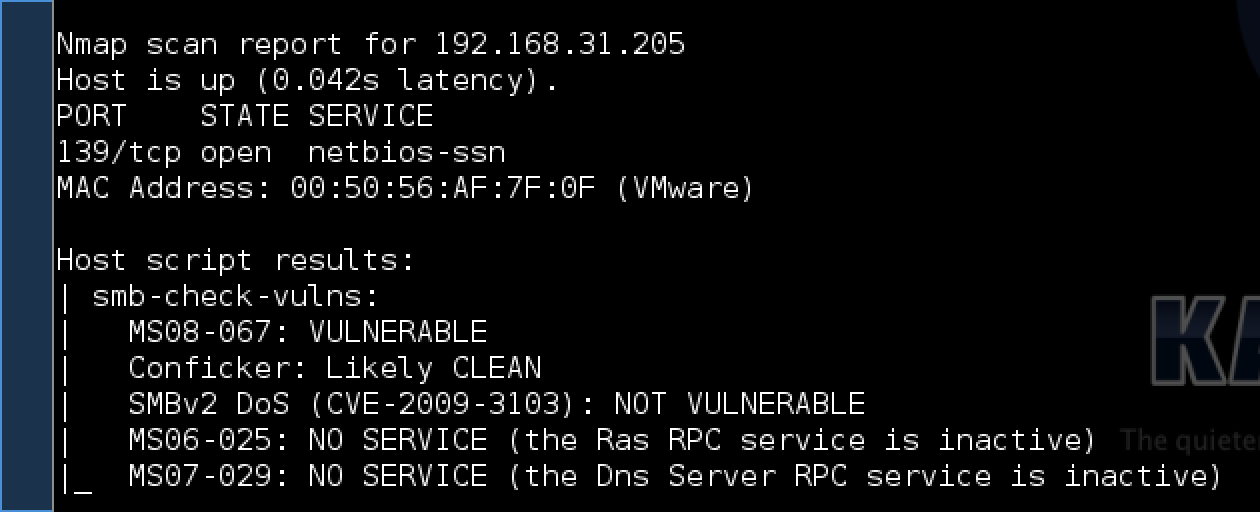 Nmap scan report for 192.168.31.205
Host is up (0.042s latency).
PORT    STATE SERVICE
139/tcp open  netbios-ssn
MAC Address: 00:50:56:AF:7F:0F (VMware)

Host script results:
| smb-check-vulns:
|   MS08-067: VULNERABLE
|   Conficker: Likely CLEAN
|   SMBv2 DoS (CVE-2009-3103): NOT VULNERABLE
|   MS06-025: NO SERVICE (the Ras RPC service is inactive)
|_  MS07-029: NO SERVICE (the Dns Server RPC service is inactive)
KA
The quieter